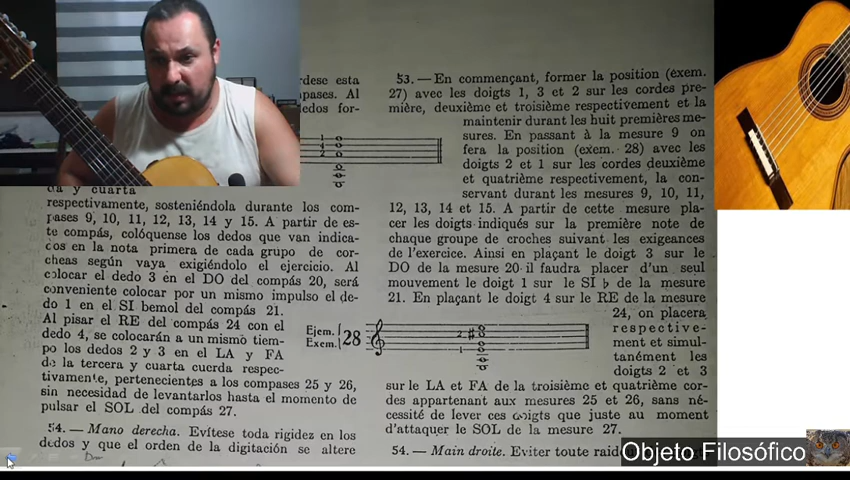 rdese esta
pases. Al
edos for-
da y cuarta
respectivamente, sosteniéndola durante los com-
pases 9, 10, 11, 12, 13, 14 y 15. A partir de es-
te compás, colóquense los dedos que van indica-
dos en la nota primera de cada grupo de cor-
cheas según vaya exigiéndolo el ejercicio. Al
colocar el dedo 3 en el DO del compás 20, será
conveniente colocar por un mismo impulso el de-
do 1 en el SI bemol del compás 21.
Al pisar el RE del compás 24 con el
dedo 4, se colocarán a un mismo tiem-
po los dedos 2 y 3 en el LA y FA
de la tercera y cuarta cuerda respec-
tivamente, pertenecientes a los compases 25 y 26,
sin necesidad de levantarlos hasta el momento de
pulsar el SOL del compás 27.
54. — Mano derecha. Evítese toda rigidez en los
dedos y que el orden de la digitación se altere
53. — En commençant, former la position (exem.
27) avec les doigts 1, 3 et 2 sur les cordes pre-
mière, deuxième et troisième respectivement et la
maintenir durant les huit premières me-
sures. En passant à la mesure 9 on
fera la position (exem. 28) avec les
doigts 2 et 1 sur les cordes deuxième
et quatrième respectivement, la con-
servant durant les mesures 9, 10, 11,
12, 13, 14 et 15. A partir de cette mesure pla-
cer les doigts indiqués sur la première note de
chaque groupe de croches suivant les exigeances
de l'exercice. Ainsi en plaçant le doigt 3 sur le
DO de la mesure 20 il faudra placer d'un seul
mouvement le doigt 1 sur le SI ♭ de la mesure
21. En plaçant le doigt 4 sur le RE de la mesure
24, on placera
respective-
ment et simul-
tanément les
doigts 2 et 3
sur le LA et FA de la troisième et quatrième cor-
des appartenant aux mesures 25 et 26, sans né-
cessité de lever ces doigts que juste au moment
d'attaquer le SOL de la mesure 27.
54. — Main droite. Eviter toute raid
Ejem.
Exem. 28
Objeto Filosófico